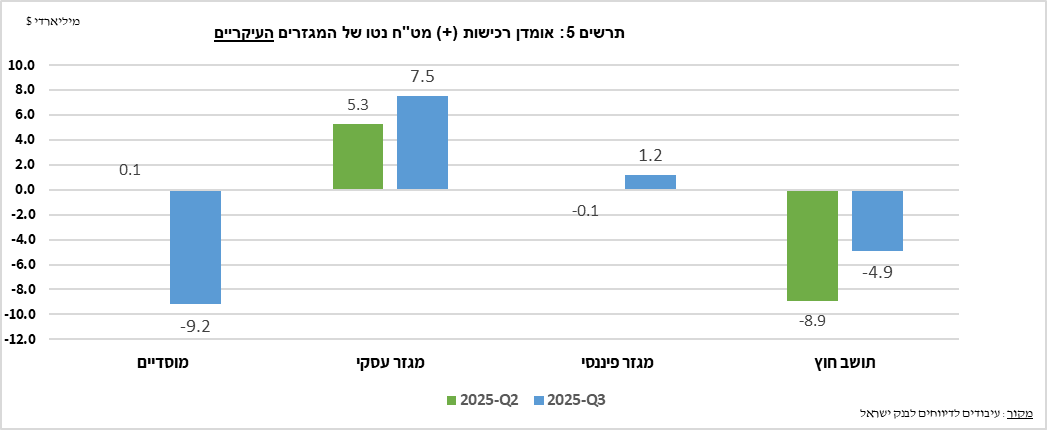 מיליארדי $
תרשים 5: אומדן רכישות (+) מט"ח נטו של המגזרים העיקריים
10.0
8.0
6.0
4.0
2.0
0.0
-2.0
-4.0
-6.0
-8.0
-10.0
-12.0
0.1
-9.2
5.3
7.5
-0.1
1.2
-8.9
-4.9
מוסדיים
מגזר עסקי
מגזר פיננסי
תושב חוץ
2025-Q2
2025-Q3
מקור : עיבודים לדיווחים לבנק ישראל